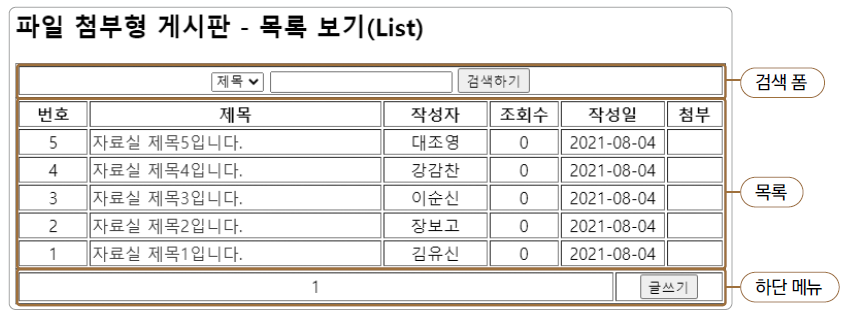 파일 첨부형 게시판 - 목록 보기(List)
제목 검색하기 검색 폼
번호 제목 작성자 조회수 작성일 첨부
5 자료실 제목5입니다. 대조영 0 2021-08-04
4 자료실 제목4입니다. 강감찬 0 2021-08-04
3 자료실 제목3입니다. 이순신 0 2021-08-04 목록
2 자료실 제목2입니다. 장보고 0 2021-08-04
1 자료실 제목1입니다. 김유신 0 2021-08-04
1 글쓰기 하단 메뉴